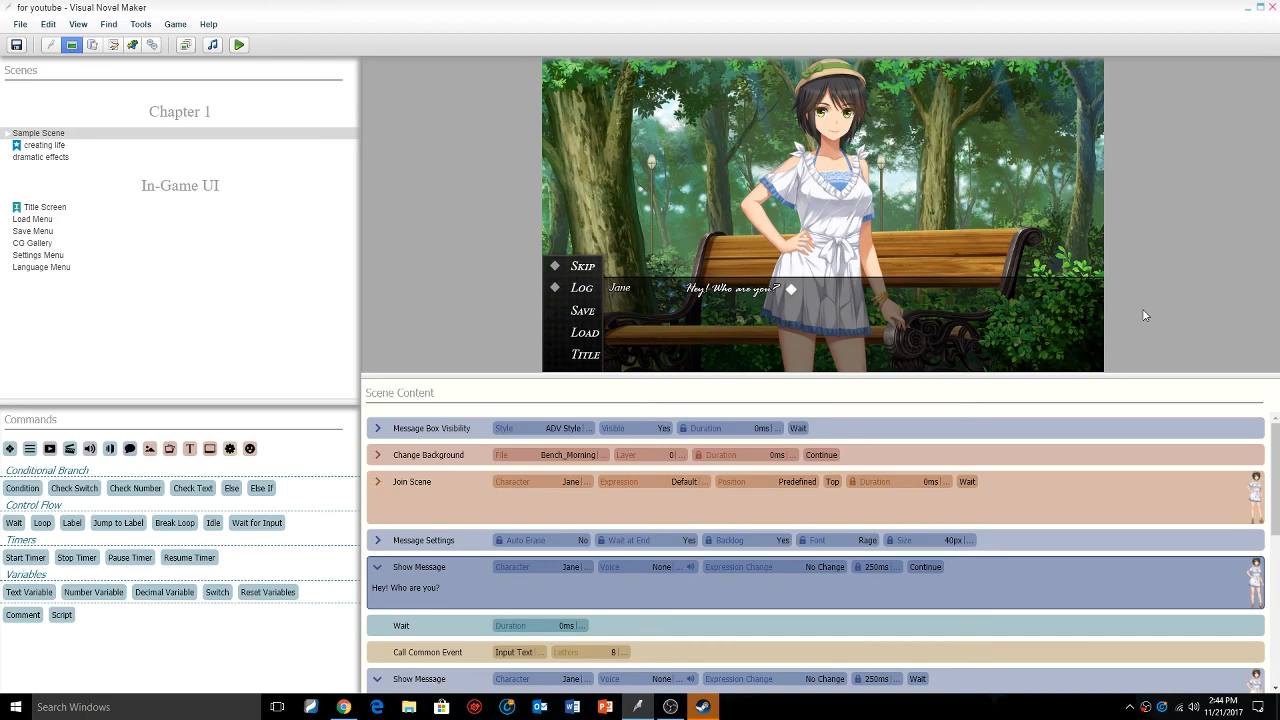 for youtube - Visual Novel Maker
File Edit View Find Tools Game Help
Scenes
Chapter 1
Sample Scene
creating life
dramatic effects
In-Game UI
Title Screen
Load Menu
Save Menu
CG Gallery
Settings Menu
Language Menu
SKIP
LOG
SAVE
LOAD
TITLE
Jane Hey! Who are you?
Commands
Conditional Branch
Condition Check Switch Check Number Check Text Else Else If
Control Flow
Wait Loop Label Jump to Label Break Loop Idle Wait for Input
Timers
Start Timer Stop Timer Pause Timer Resume Timer
Variables
Text Variable Number Variable Decimal Variable Switch Reset Variables
Comment Script
Scene Content
Message Box Visibility Style ADV Style ... Visible Yes Duration 0ms ... Wait
Change Background File Bench_Morning ... Layer 0 ... Duration 0ms ... Continue
Join Scene Character Jane ... Expression Default ... Position Predefined Top Duration 0ms ... Wait
Message Settings Auto Erase No Wait at End Yes Backlog Yes Font Rage Size 40px ...
Show Message Character Jane ... Voice None ... Expression Change No Change 250ms ... Continue
Hey! Who are you?
Wait Duration 0ms ...
Call Common Event Input Text ... Letters 8 ...
Show Message Character Jane ... Voice None ... Expression Change No Change 250ms ... Wait
Search Windows
2:44 PM
11/21/2017